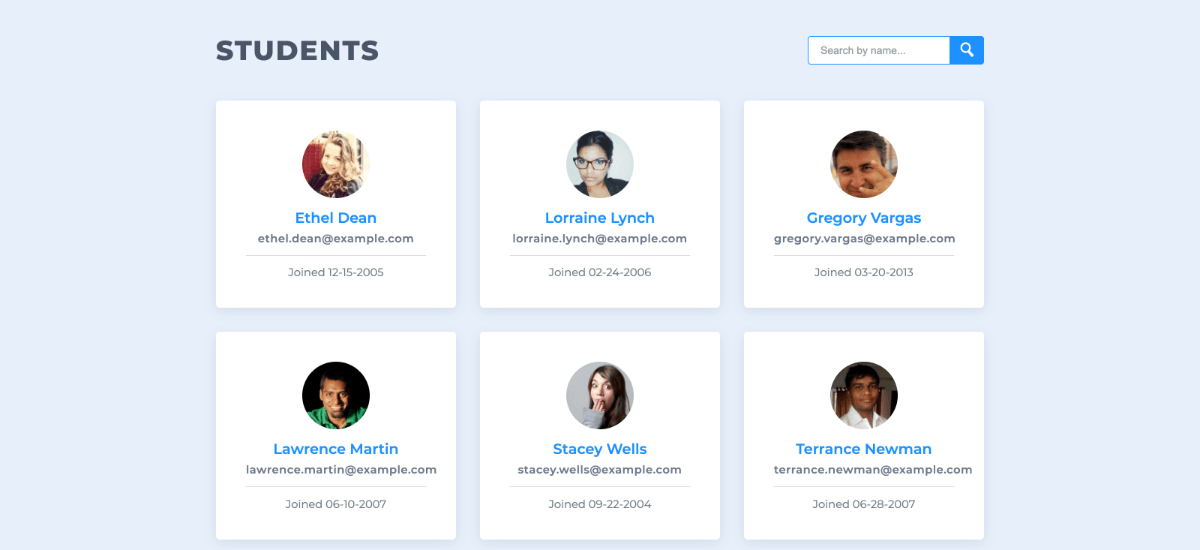 STUDENTS
Search by name...
Ethel Dean
ethel.dean@example.com
Joined 12-15-2005
Lorraine Lynch
lorraine.lynch@example.com
Joined 02-24-2006
Gregory Vargas
gregory.vargas@example.com
Joined 03-20-2013
Lawrence Martin
lawrence.martin@example.com
Joined 06-10-2007
Stacey Wells
stacey.wells@example.com
Joined 09-22-2004
Terrance Newman
terrance.newman@example.com
Joined 06-28-2007